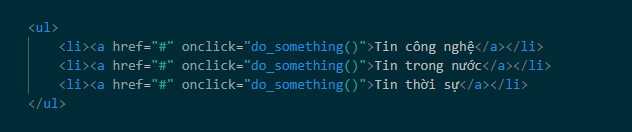 <ul>
<li><a href="#" onclick="do_something()">Tin công nghệ</a></li>
<li><a href="#" onclick="do_something()">Tin trong nước</a></li>
<li><a href="#" onclick="do_something()">Tin thời sự</a></li>
</ul>